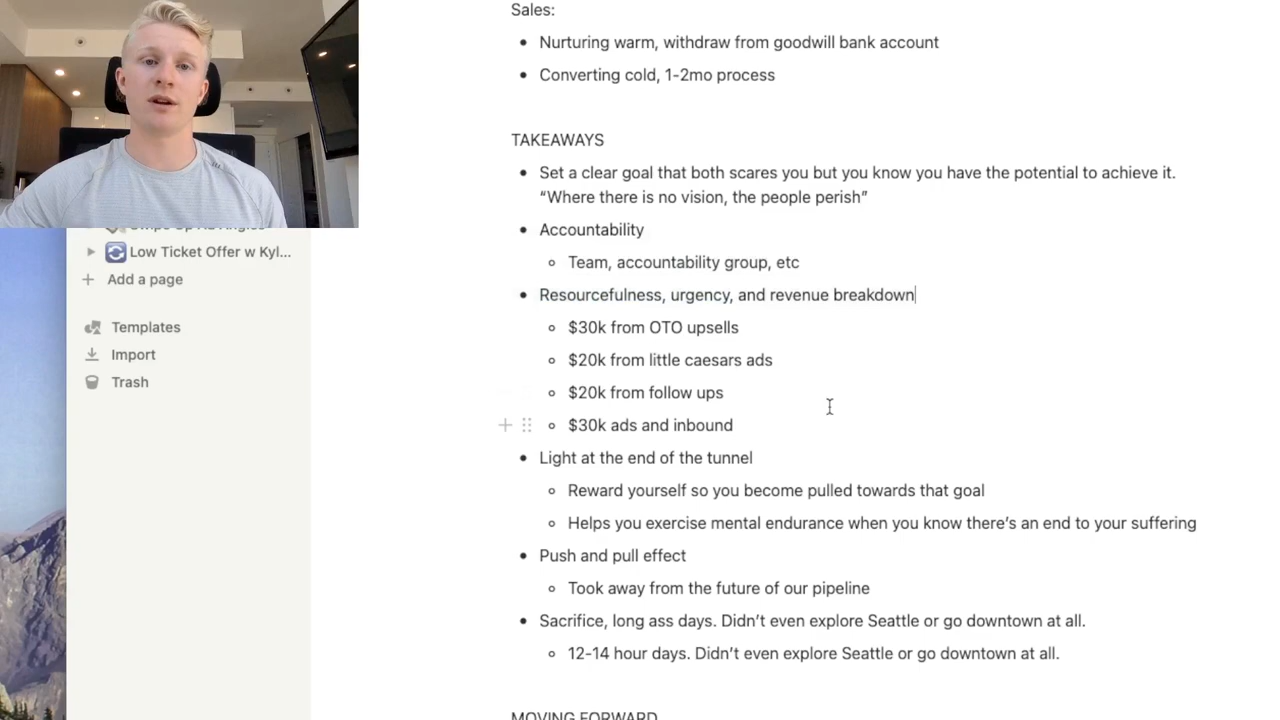 Sales:
Nurturing warm, withdraw from goodwill bank account
Converting cold, 1-2mo process
TAKEAWAYS
Set a clear goal that both scares you but you know you have the potential to achieve it.
“Where there is no vision, the people perish”
Accountability
Team, accountability group, etc
Resourcefulness, urgency, and revenue breakdown
$30k from OTO upsells
$20k from little caesars ads
$20k from follow ups
$30k ads and inbound
Light at the end of the tunnel
Reward yourself so you become pulled towards that goal
Helps you exercise mental endurance when you know there’s an end to your suffering
Push and pull effect
Took away from the future of our pipeline
Sacrifice, long ass days. Didn’t even explore Seattle or go downtown at all.
12-14 hour days. Didn’t even explore Seattle or go downtown at all.
MOVING FORWARD
Low Ticket Offer w Kyl...
Add a page
Templates
Import
Trash